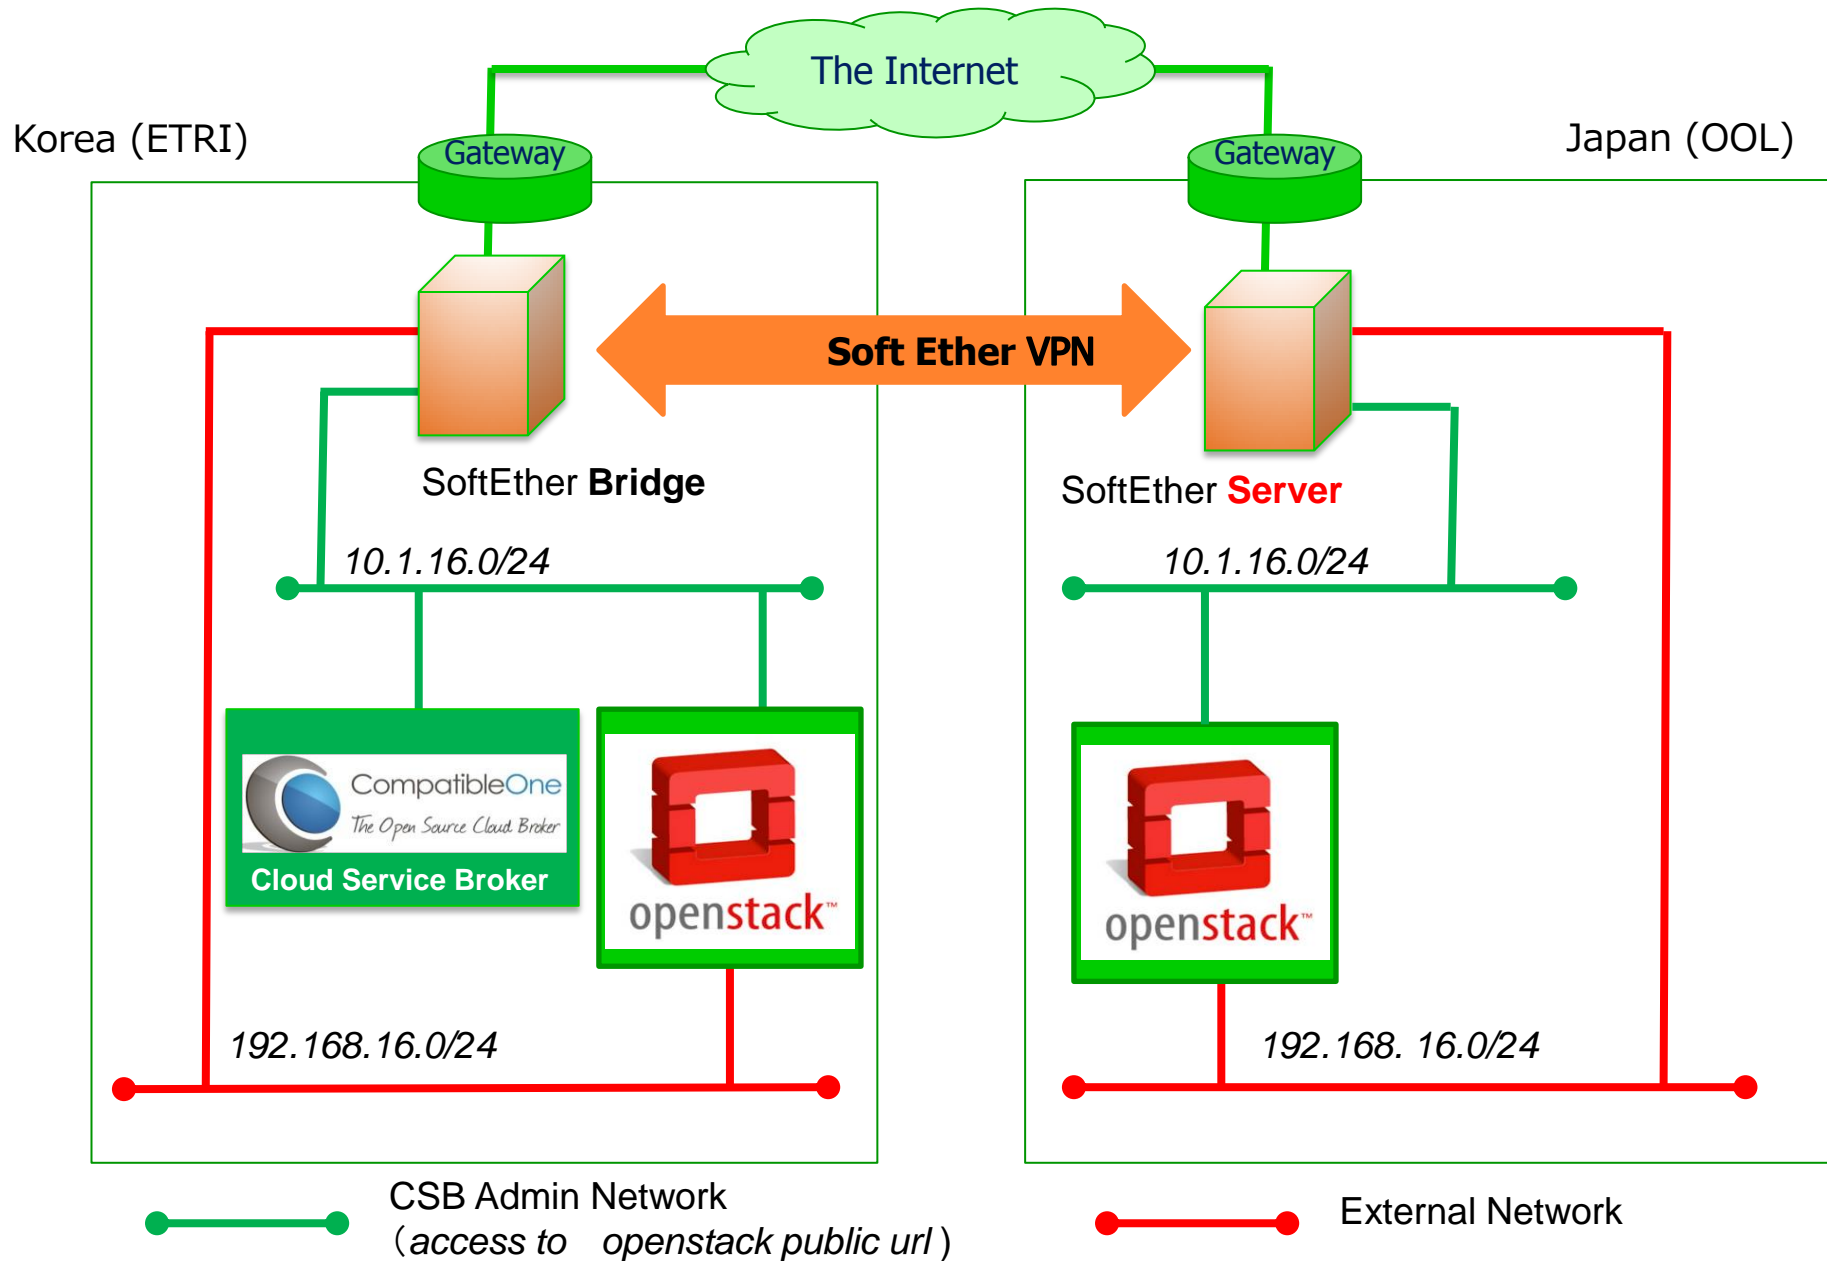 The Internet
Korea (ETRI)
Gateway
Gateway
Japan (OOL)
Soft Ether VPN
SoftEther Bridge
SoftEther Server
10.1.16.0/24
10.1.16.0/24
CompatibleOne
The Open Source Cloud Broker
Cloud Service Broker
openstack™
openstack™
192.168.16.0/24
192.168. 16.0/24
CSB Admin Network
（access to openstack public url )
External Network